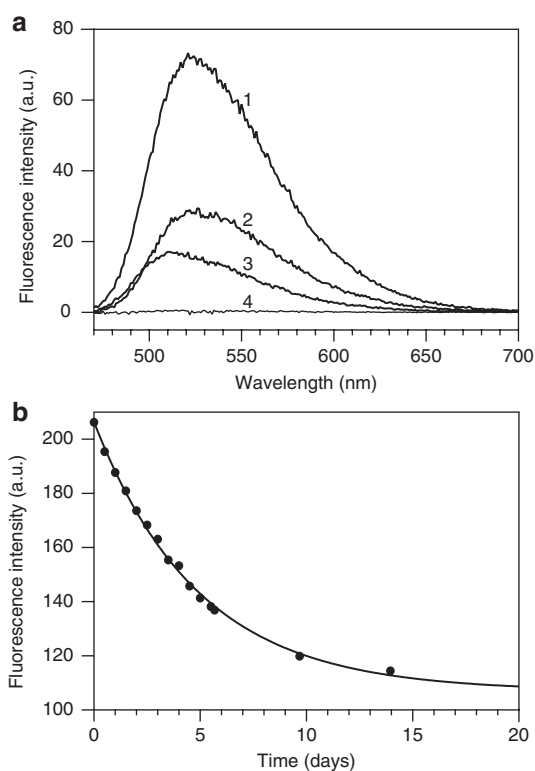 a
80
60
40
20
0
Fluorescence intensity (a.u.)
1
2
3
4
500 550 600 650 700
Wavelength (nm)
b
200
180
160
140
120
100
Fluorescence intensity (a.u.)
0 5 10 15 20
Time (days)